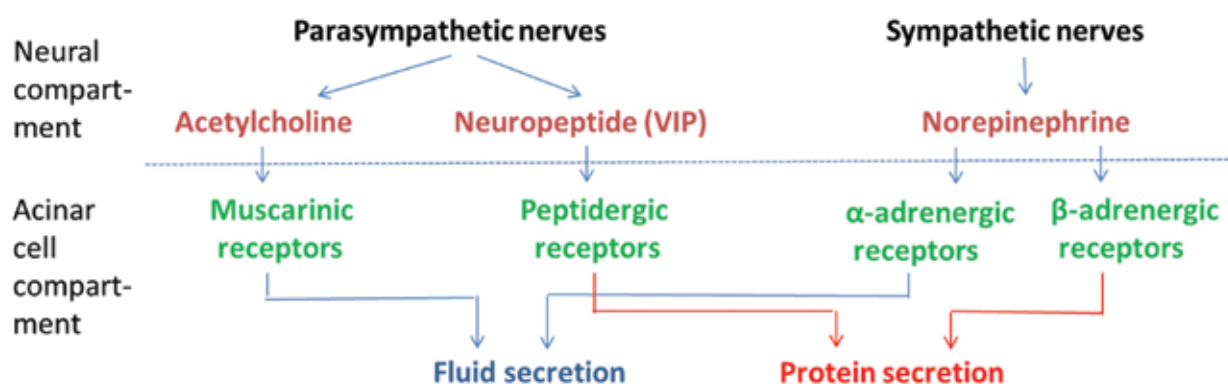 Parasympathetic nerves
Sympathetic nerves
Neural
compart-
ment
Acetylcholine
Neuropeptide (VIP)
Norepinephrine
Acinar
cell
compart-
ment
Muscarinic
receptors
Peptidergic
receptors
α-adrenergic
receptors
β-adrenergic
receptors
Fluid secretion
Protein secretion